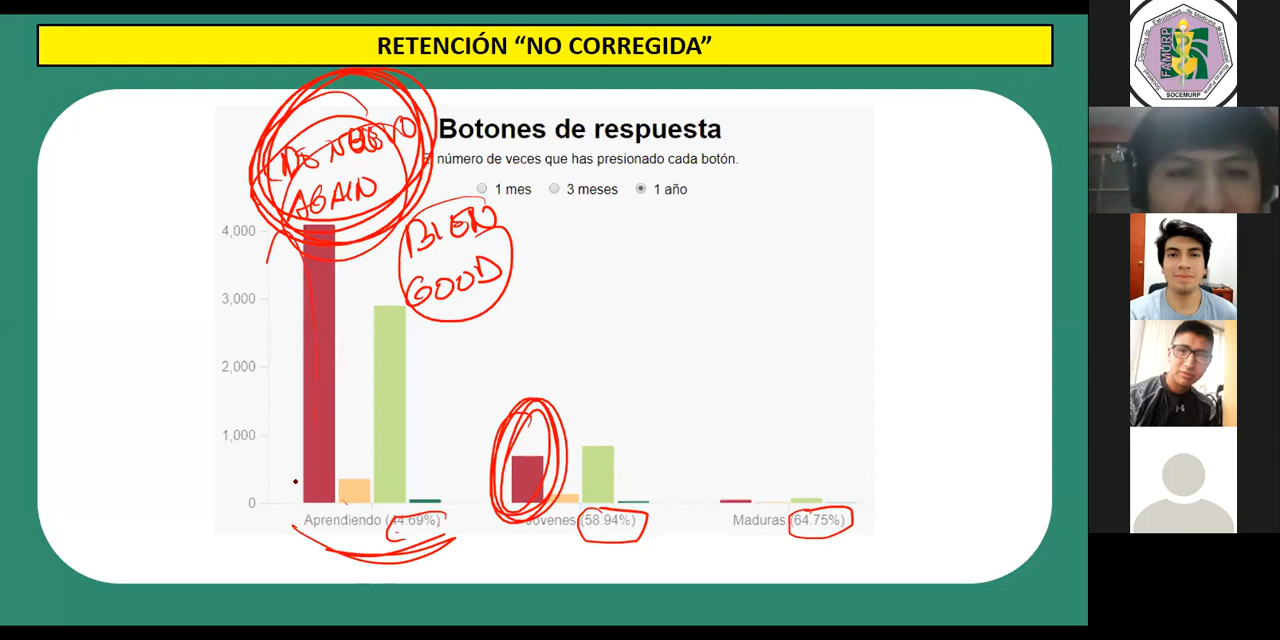 RETENCIÓN “NO CORREGIDA”
Botones de respuesta
El número de veces que has presionado cada botón.
1 mes 3 meses 1 año
DE NUEVO
AGAIN
BIEN
GOOD
4,000
3,000
2,000
1,000
0
Aprendiendo (44.69%) Jóvenes (58.94%) Maduras (64.75%)
FAMURP
SOCEMURP